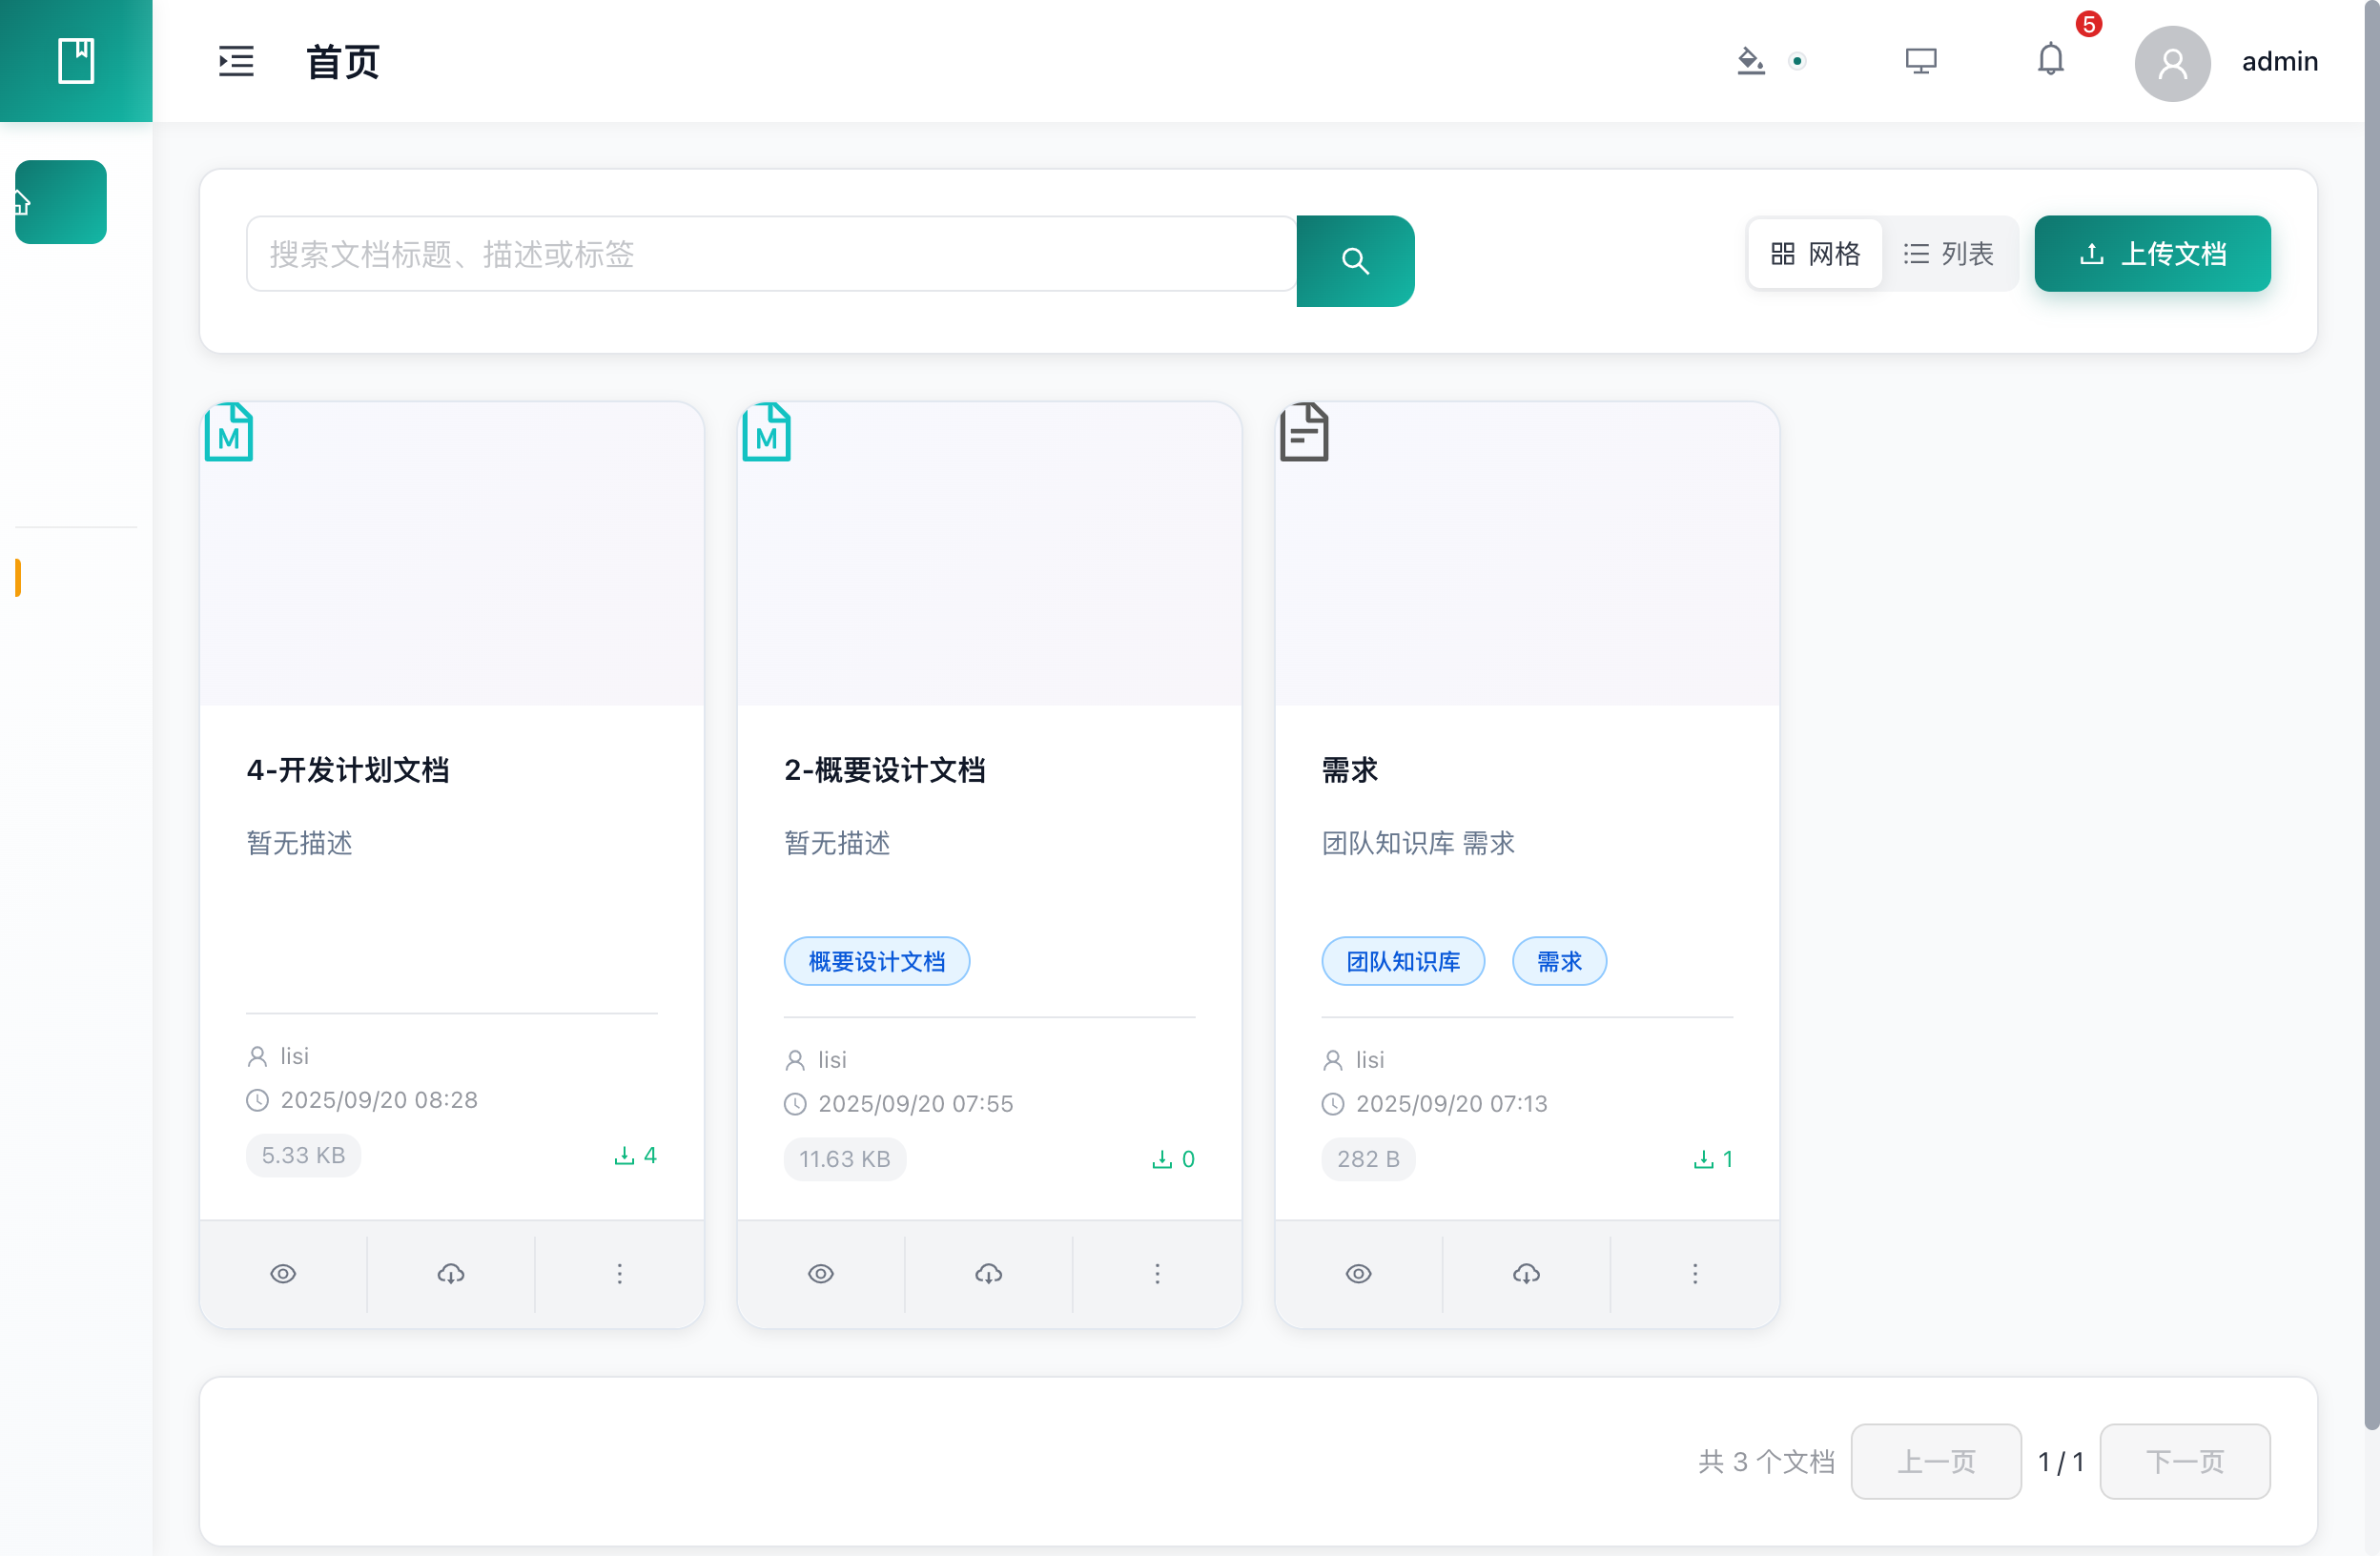 首页
5
admin
搜索文档标题、描述或标签
网格
列表
上传文档
M
M
4-开发计划文档
暂无描述
lisi
2025/09/20 08:28
5.33 KB
4
2-概要设计文档
暂无描述
概要设计文档
lisi
2025/09/20 07:55
11.63 KB
0
需求
团队知识库 需求
团队知识库
需求
lisi
2025/09/20 07:13
282 B
1
共 3 个文档
上一页
1 / 1
下一页